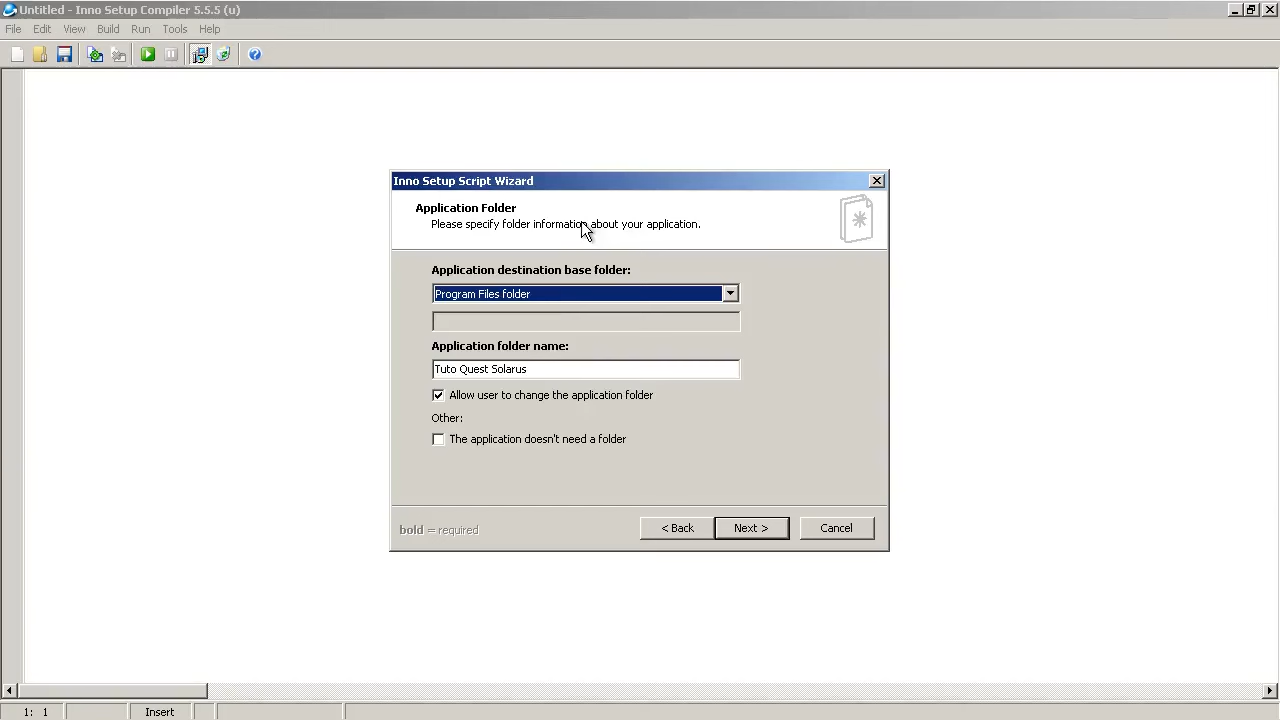 Untitled - Inno Setup Compiler 5.5.5 (u)
File Edit View Build Run Tools Help
Inno Setup Script Wizard
Application Folder
Please specify folder information about your application.
Application destination base folder:
Program Files folder
Application folder name:
Tuto Quest Solarus
Allow user to change the application folder
Other:
The application doesn't need a folder
bold = required
< Back
Next >
Cancel
1: 1
Insert